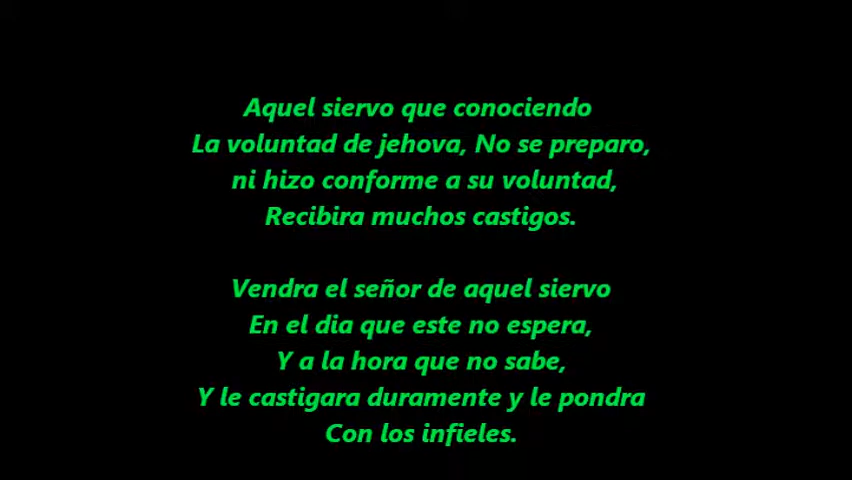 Aquel siervo que conociendo
La voluntad de jehova, No se preparo,
ni hizo conforme a su voluntad,
Recibira muchos castigos.
Vendra el señor de aquel siervo
En el dia que este no espera,
Y a la hora que no sabe,
Y le castigara duramente y le pondra
Con los infieles.